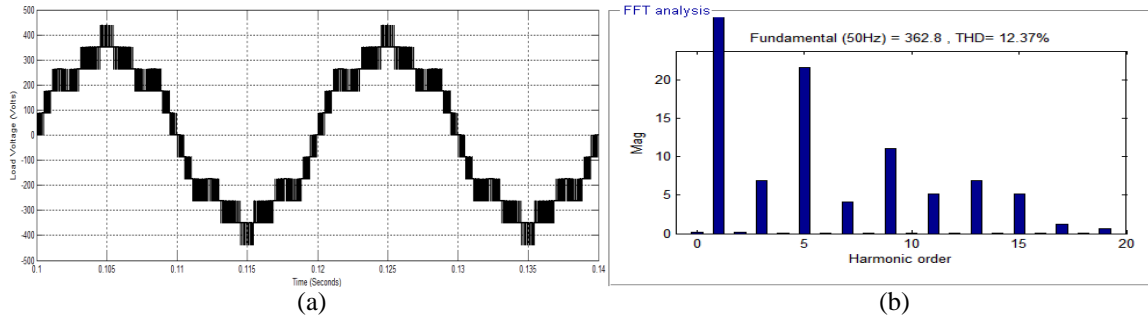 500
400
300
200
100
0
-100
-200
-300
-400
-500
Load Voltage (Volts)
0.1 0.105 0.11 0.115 0.12 0.125 0.13 0.135 0.14
Time (Seconds)
(a)
FFT analysis
Fundamental (50Hz) = 362.8 , THD= 12.37%
20
15
10
5
0
Mag
0 5 10 15 20
Harmonic order
(b)